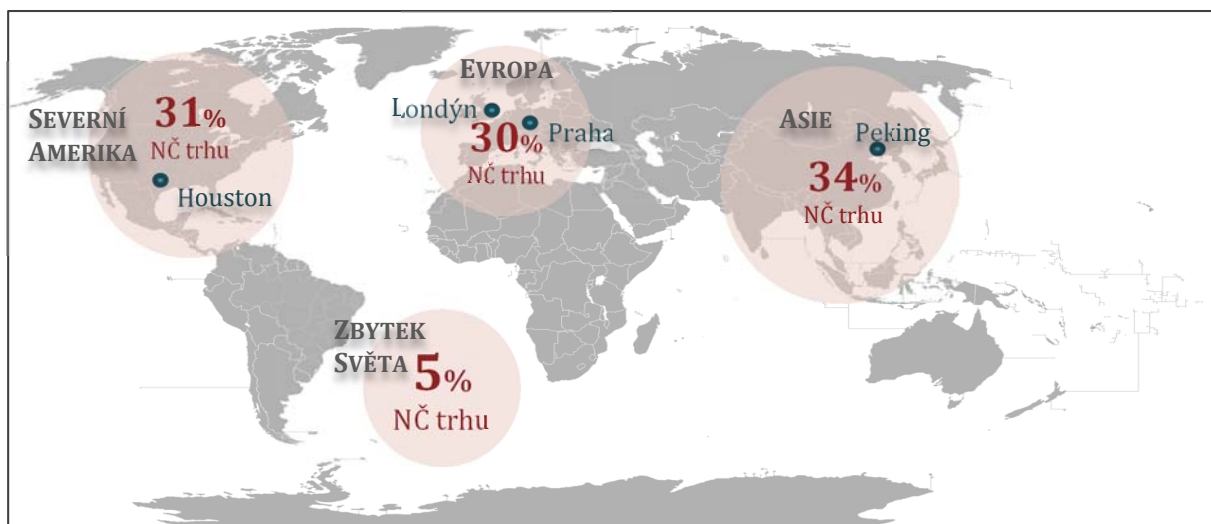 SEVERNÍ
AMERIKA
31%
NČ trhu
Houston
EVROPA
Londýn
Praha
30%
NČ trhu
ASIE
Peking
34%
NČ trhu
ZBYTEK
SVĚTA
5%
NČ trhu